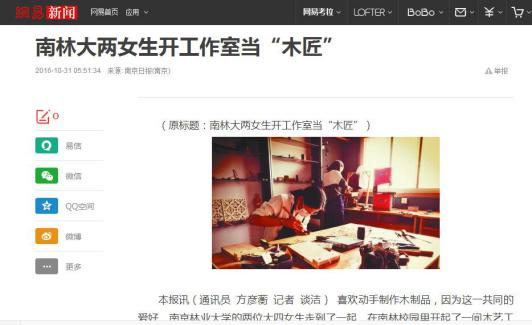 網易新闻
网易首页 应用
网易考拉 LOFTER BoBo
南林大两女生开工作室当“木匠”
2016-10-31 05:51:34 来源: 南京日报(南京)
举报
0
易信
微信
QQ空间
微博
更多
（原标题：南林大两女生开工作室当“木匠”）
本报讯（通讯员 方彦蘅 记者 谈洁） 喜欢动手制作木制品，因为这一共同的
爱好，南京林业大学的两位大四女生走到了一起，在南林校园里开起了一间木艺工